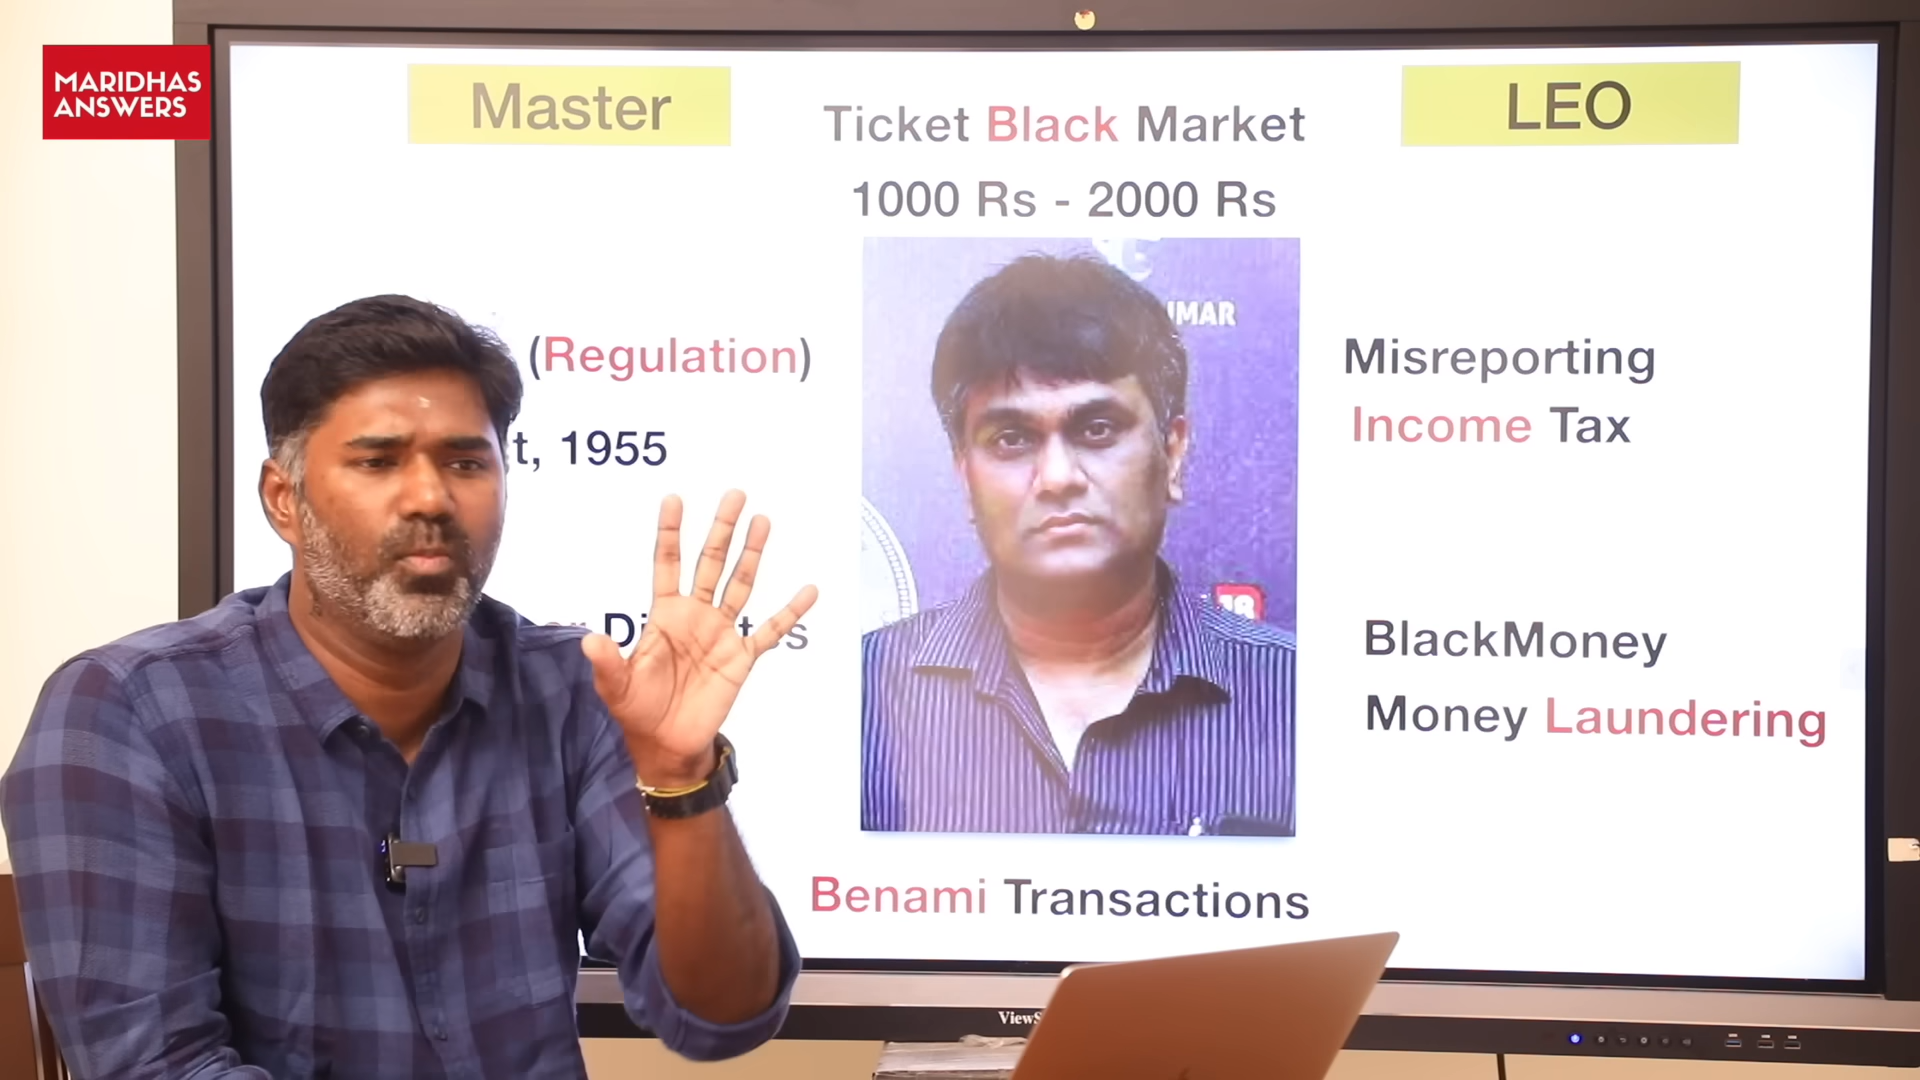 MARIDHAS
ANSWERS
Master
Ticket Black Market
LEO
1000 Rs - 2000 Rs
(Regulation)
t, 1955
Misreporting
Income Tax
BlackMoney
Money Laundering
Benami Transactions